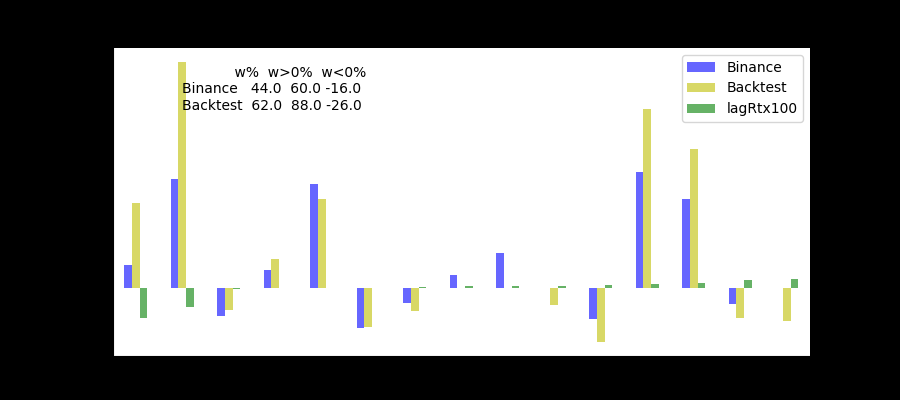 w% w>0% w<0%
Binance 44.0 60.0 -16.0
Backtest 62.0 88.0 -26.0
Binance
Backtest
lagRtx100